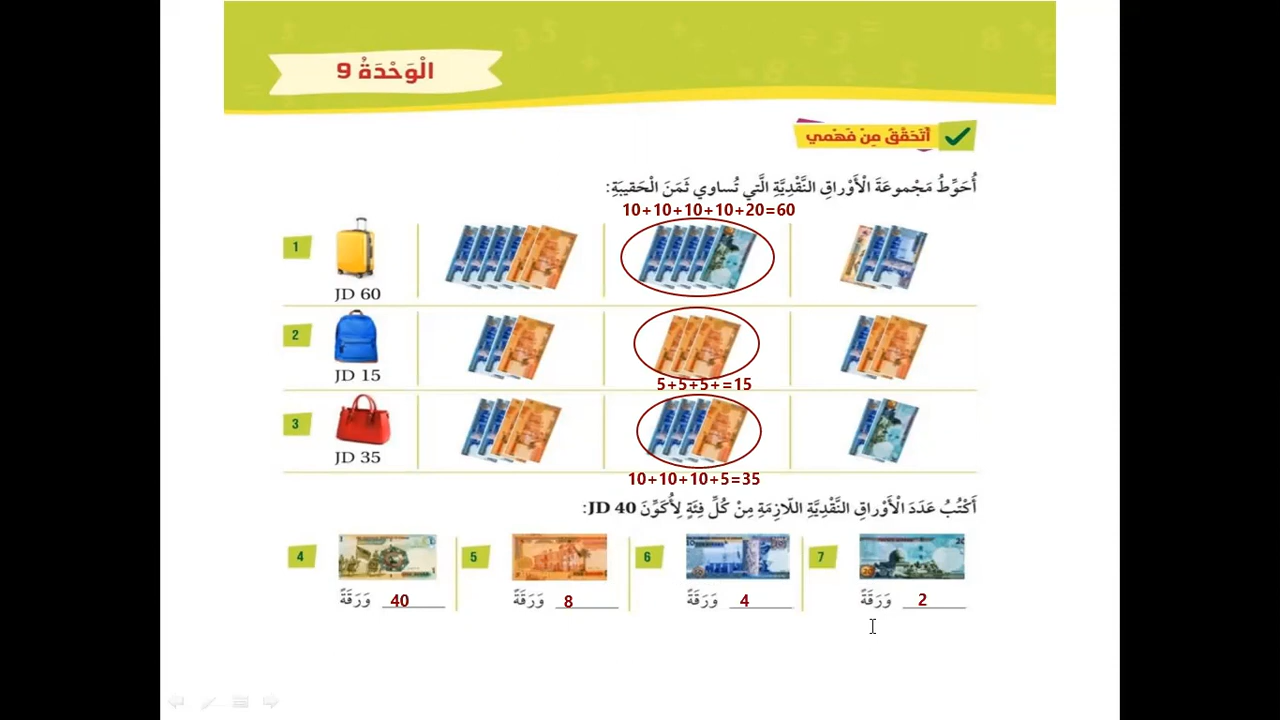 الْوَحْدَةُ 9
أَتَحَقَّقُ مِنْ فَهْمي
أُحَوِّطُ مَجْموعَةَ الْأَوْراقِ النَّقْدِيَّةِ الَّتي تُساوي ثَمَنَ الْحَقيبَةِ:
10+10+10+10+20=60
1
JD 60
2
JD 15
5+5+5+=15
3
JD 35
10+10+10+5=35
أَكْتُبُ عَدَدَ الْأَوْراقِ النَّقْدِيَّةِ اللّازِمَةِ مِنْ كُلِّ فِئَةٍ لِأُكَوِّنَ JD 40:
4 5 6 7
وَرَقَةً 40 وَرَقَةً 8 وَرَقَةً 4 وَرَقَةً 2